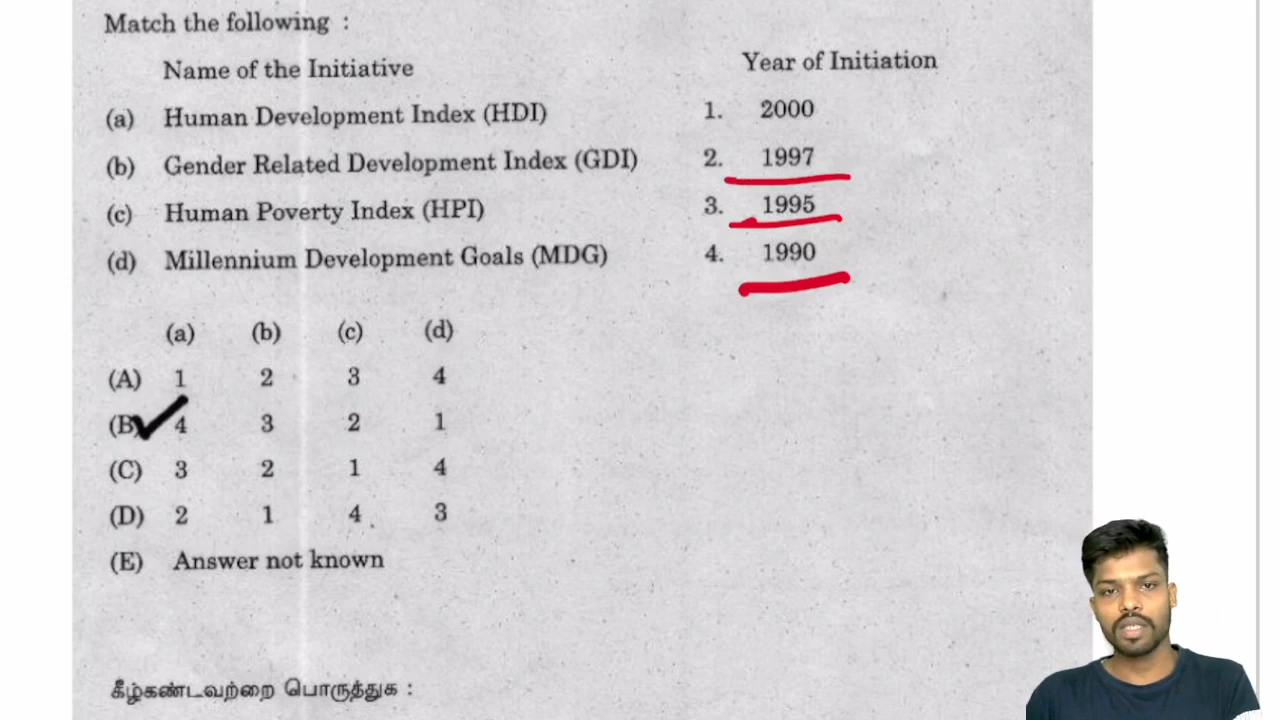 Match the following :
Name of the Initiative Year of Initiation
(a) Human Development Index (HDI) 1. 2000
(b) Gender Related Development Index (GDI) 2. 1997
(c) Human Poverty Index (HPI) 3. 1995
(d) Millennium Development Goals (MDG) 4. 1990
(a) (b) (c) (d)
(A) 1 2 3 4
(B) 4 3 2 1
(C) 3 2 1 4
(D) 2 1 4 3
(E) Answer not known
கீழ்கண்டவற்றை பொருத்துக :